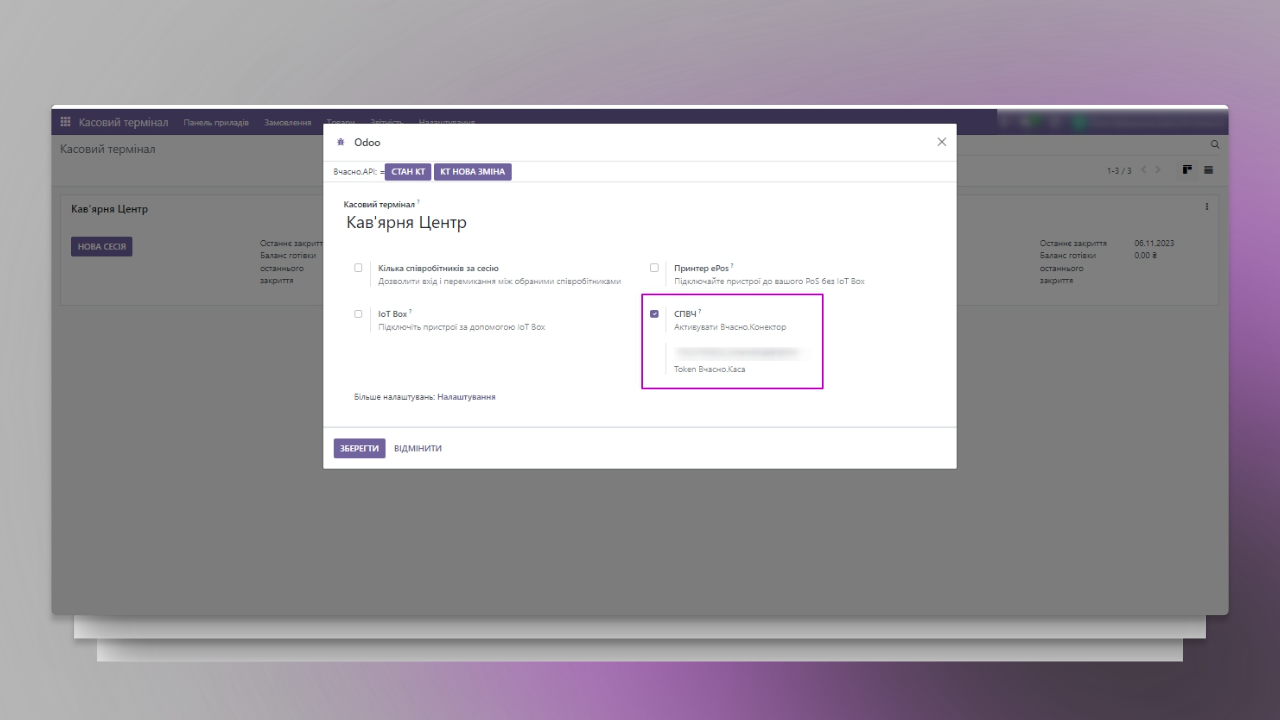 Касовий термінал Панель приладів Замовлення Товари Звітність Налаштування
Касовий термінал
1-3 / 3
Кав'ярня Центр
НОВА СЕСІЯ
Останнє закритт
Баланс готівки
останнього
закриття
Останнє закриття 06.11.2023
Баланс готівки 0,00 ₴
останнього
закриття
Odoo
Вчасно.API: = СТАН КТ КТ НОВА ЗМІНА
Касовий термінал ?
Кав'ярня Центр
Кілька співробітників за сесію
Дозволити вхід і перемикання між обраними співробітниками
Принтер ePos ?
Підключайте пристрої до вашого PoS без IoT Box
IoT Box ?
Підключіть пристрої за допомогою IoT Box
СПВЧ ?
Активувати Вчасно.Конектор
Token Вчасно.Каса
Більше налаштувань: Налаштування
ЗБЕРЕГТИ ВІДМІНИТИ